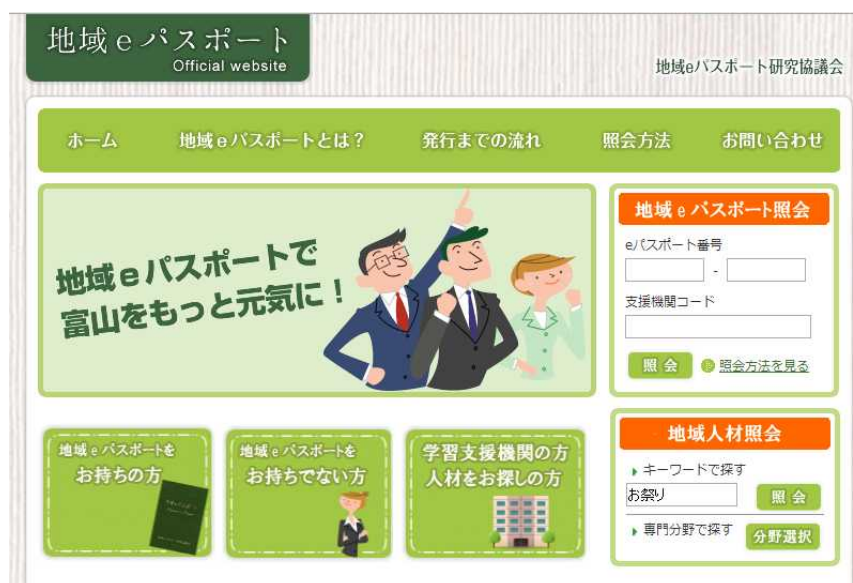 地域ｅパスポート
Official website
地域eパスポート研究協議会
ホーム
地域ｅパスポートとは？
発行までの流れ
照会方法
お問い合わせ
地域ｅパスポートで
富山をもっと元気に！
地域ｅパスポート照会
eパスポート番号
-
支援機関コード
照会
照会方法を見る
地域ｅパスポートを
お持ちの方
地域ｅパスポートを
お持ちでない方
学習支援機関の方
人材をお探しの方
地域人材照会
キーワードで探す
お祭り
照会
専門分野で探す
分野選択